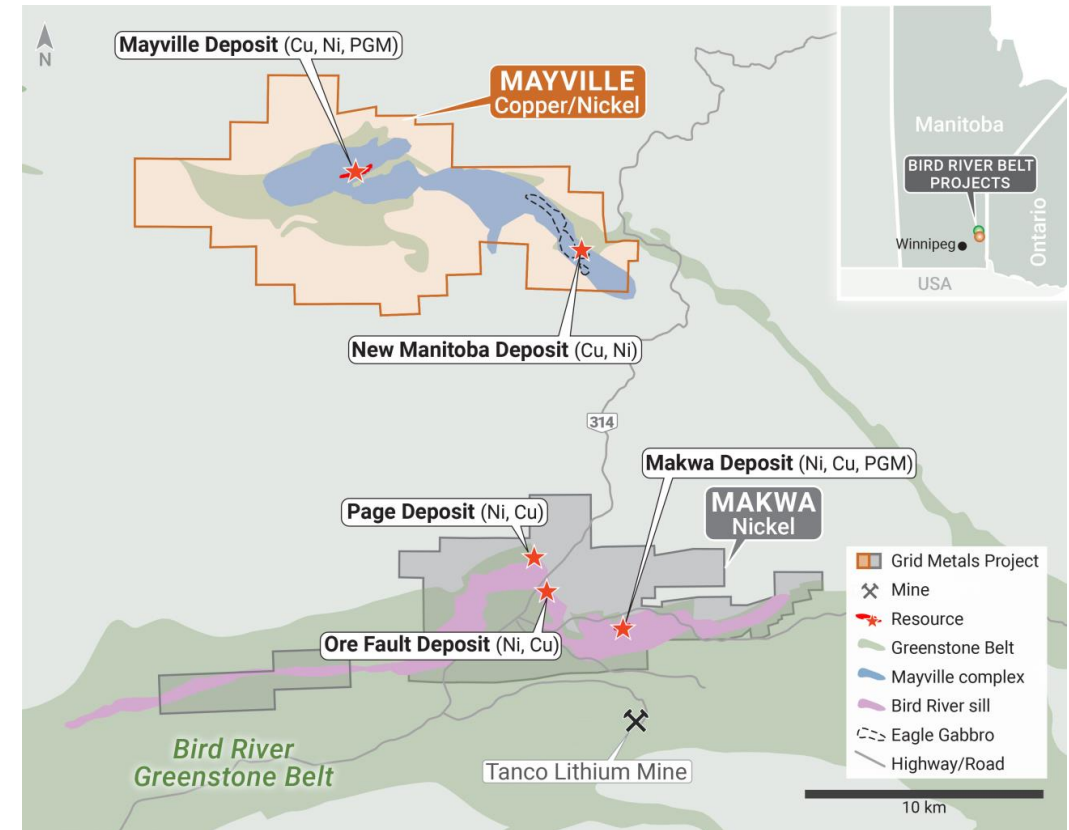 N
Mayville Deposit (Cu, Ni, PGM)
MAYVILLE
Copper/Nickel
Manitoba
BIRD RIVER BELT
PROJECTS
Winnipeg
Ontario
USA
New Manitoba Deposit (Cu, Ni)
314
Makwa Deposit (Ni, Cu, PGM)
Page Deposit (Ni, Cu)
MAKWA
Nickel
Ore Fault Deposit (Ni, Cu)
Grid Metals Project
Mine
Resource
Greenstone Belt
Mayville complex
Bird River sill
Eagle Gabbro
Highway/Road
Bird River
Greenstone Belt
Tanco Lithium Mine
10 km